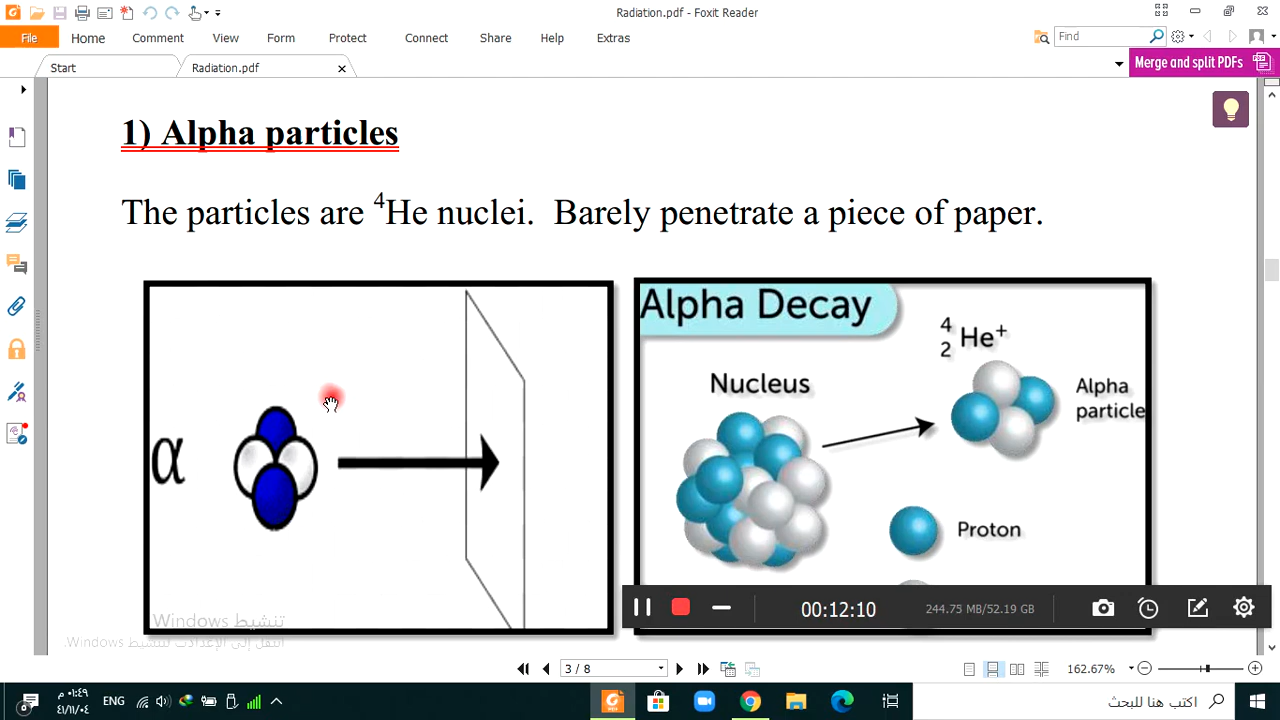 Radiation.pdf - Foxit Reader
File Home Comment View Form Protect Connect Share Help Extras Find
Start Radiation.pdf Merge and split PDFs
1) Alpha particles
The particles are ⁴He nuclei. Barely penetrate a piece of paper.
α
Alpha Decay
4
2 He⁺
Nucleus
Alpha
particle
Proton
00:12:10 244.75 MB/52.19 GB
تنشيط Windows
انتقل إلى الإعدادات لتنشيط Windows.
3 / 8 162.67%
ENG
اكتب هنا للبحث